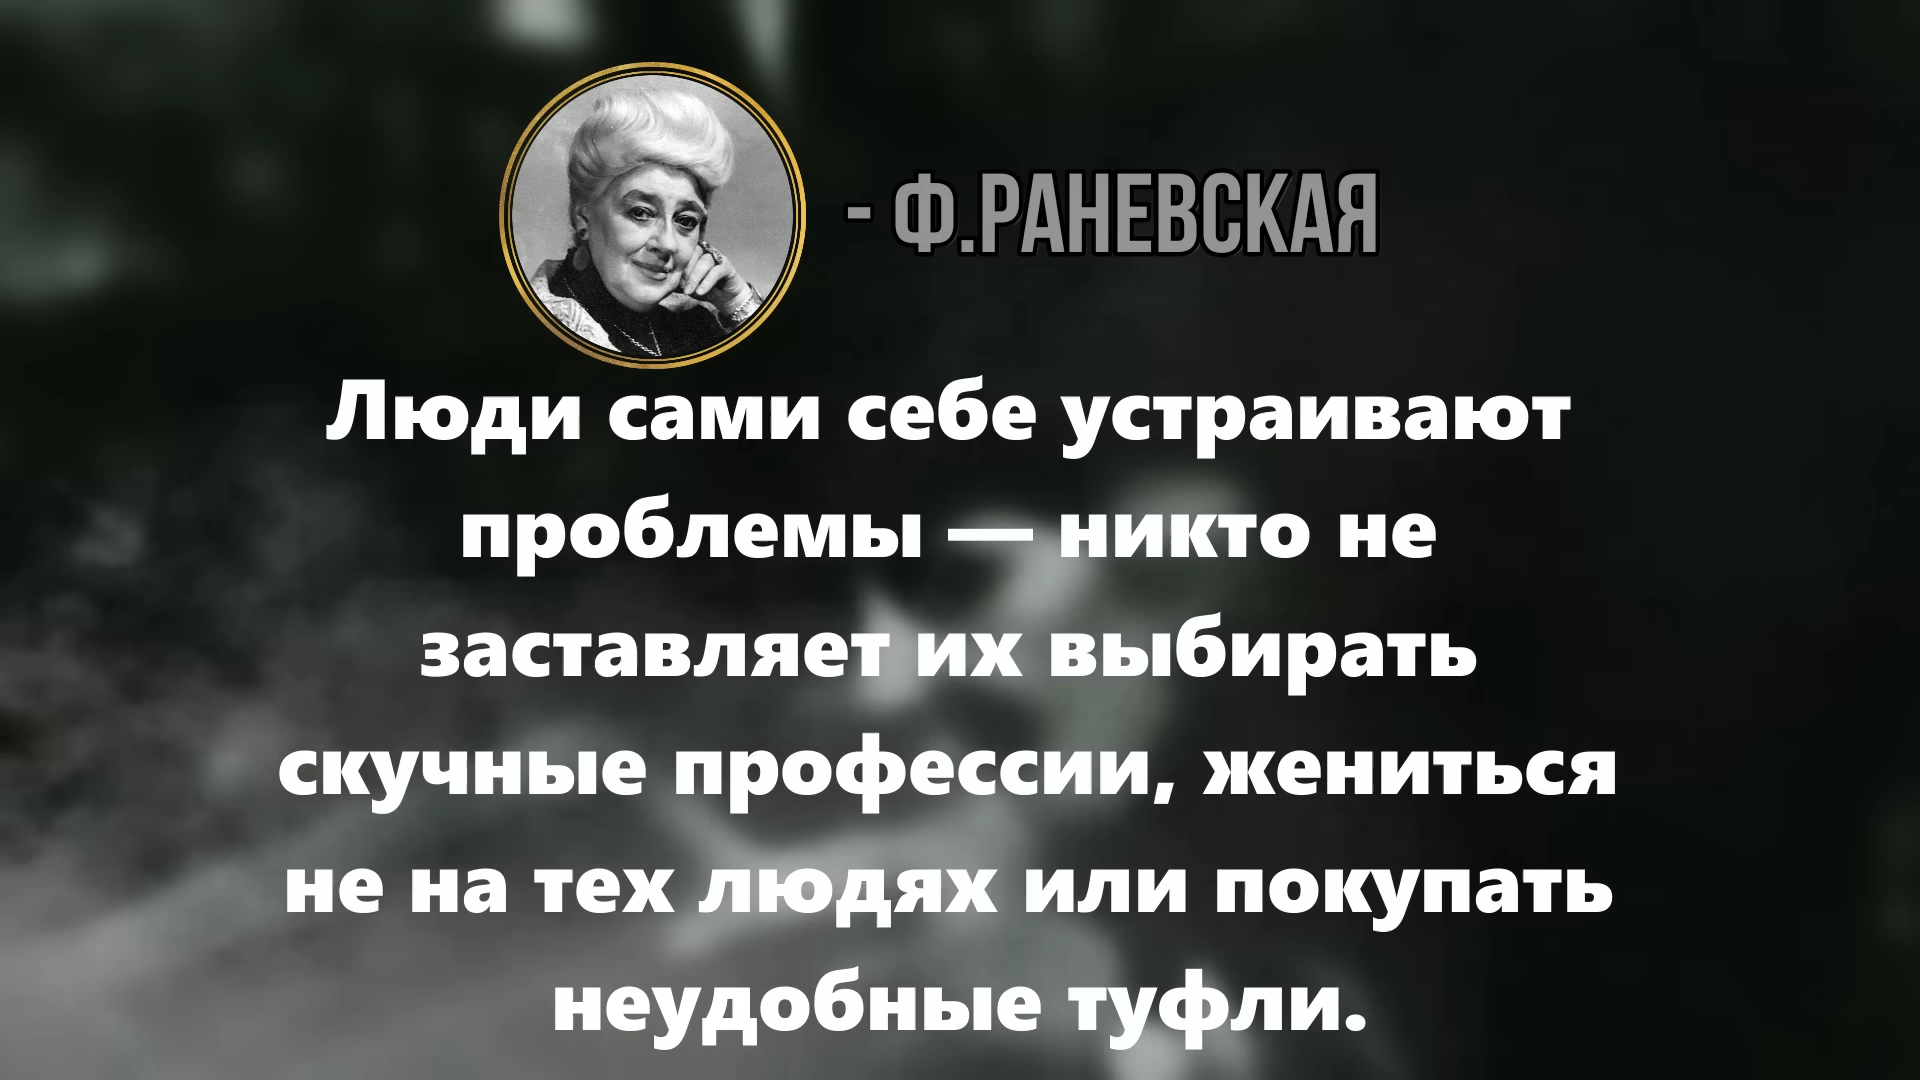 - Ф.РАНЕВСКАЯ
Люди сами себе устраивают
проблемы — никто не
заставляет их выбирать
скучные профессии, жениться
не на тех людях или покупать
неудобные туфли.